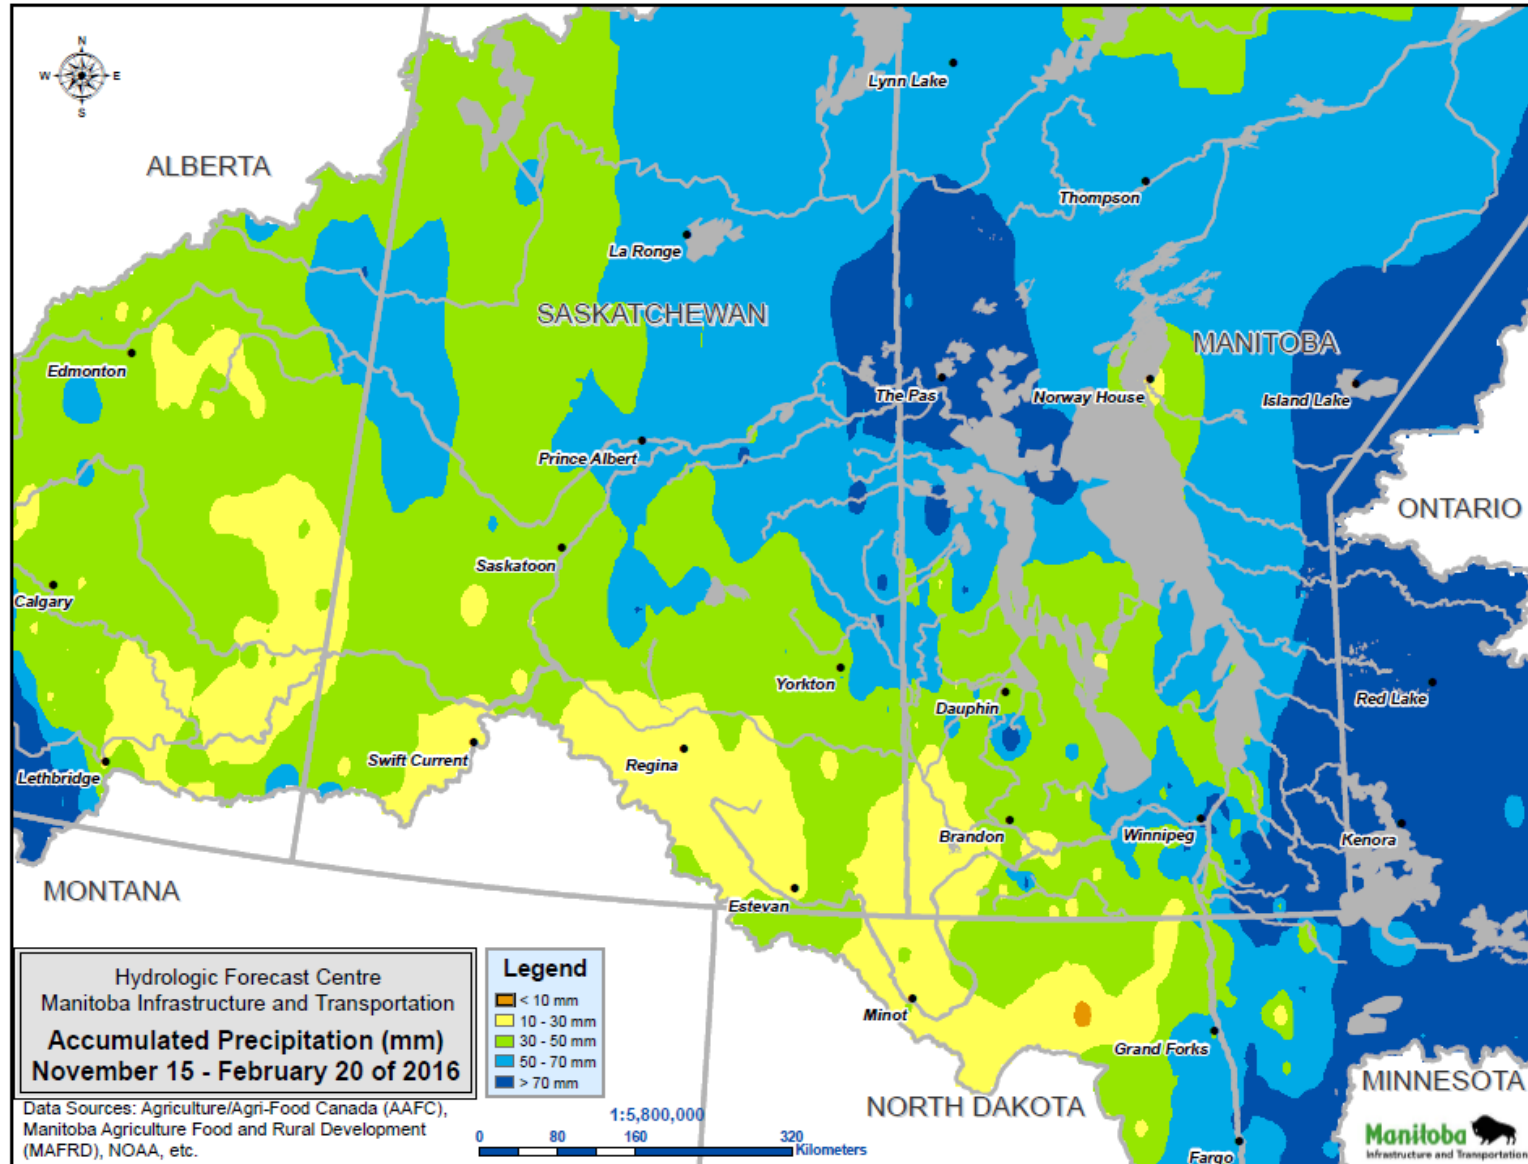 N
W
E
S
Lynn Lake
ALBERTA
Thompson
La Ronge
SASKATCHEWAN
MANITOBA
Edmonton
The Pas
Norway House
Island Lake
Prince Albert
ONTARIO
Saskatoon
Calgary
Yorkton
Dauphin
Red Lake
Swift Current
Regina
Lethbridge
Brandon
Winnipeg
Kenora
MONTANA
Estevan
Minot
Grand Forks
MINNESOTA
NORTH DAKOTA
Fargo
Hydrologic Forecast Centre
Manitoba Infrastructure and Transportation
Accumulated Precipitation (mm)
November 15 - February 20 of 2016
Legend
< 10 mm
10 - 30 mm
30 - 50 mm
50 - 70 mm
> 70 mm
Data Sources: Agriculture/Agri-Food Canada (AAFC),
Manitoba Agriculture Food and Rural Development
(MAFRD), NOAA, etc.
1:5,800,000
0 80 160 320
Kilometers
Manitoba
Infrastructure and Transportation